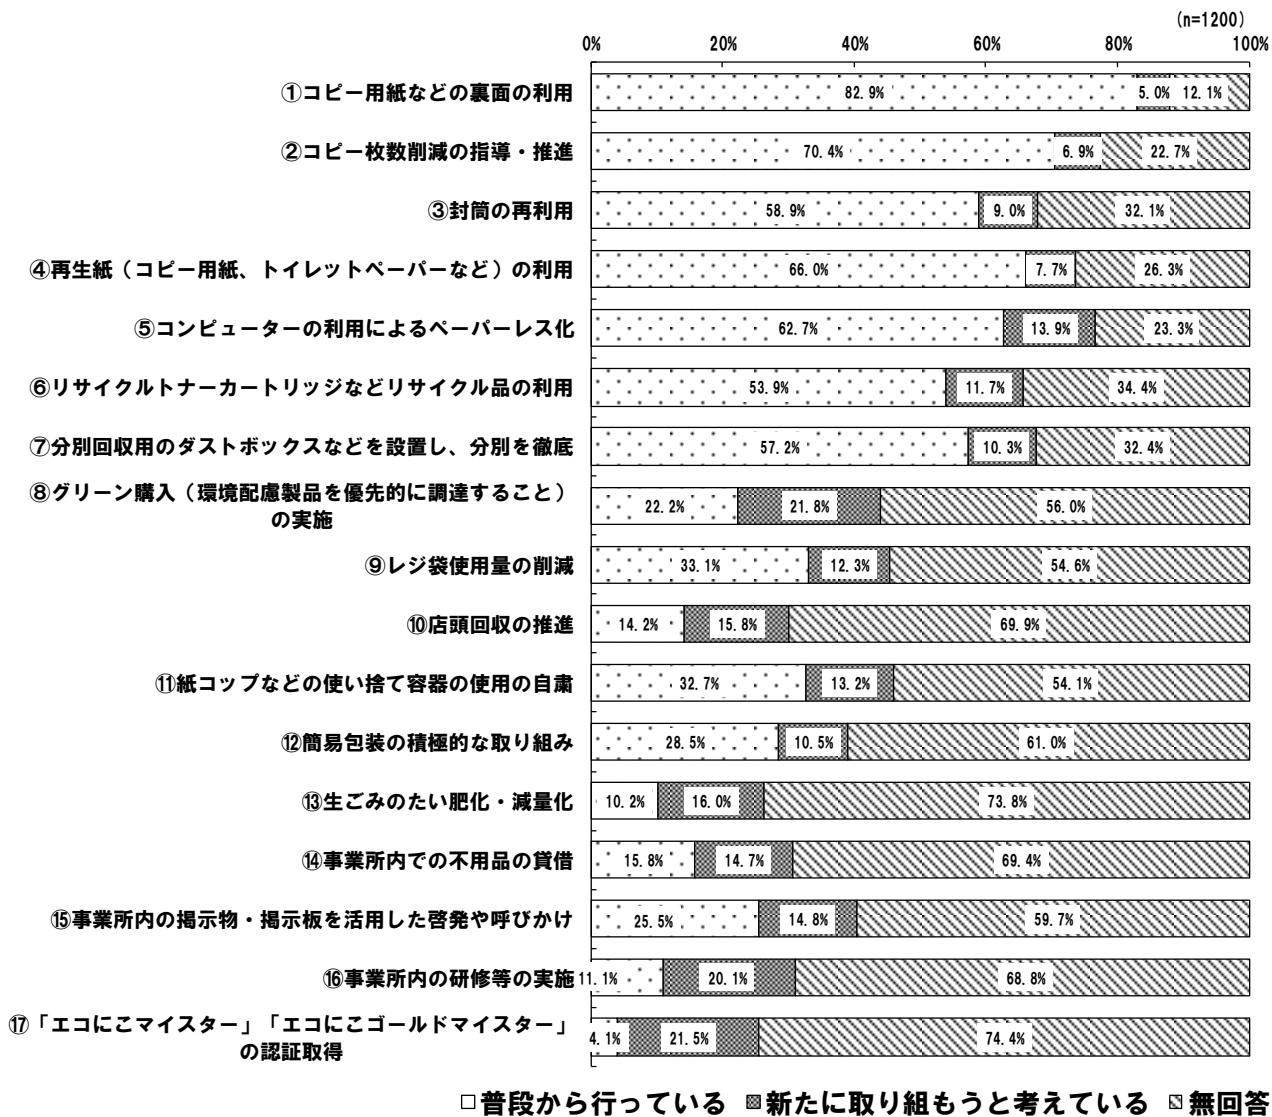 (n=1200)
0% 20% 40% 60% 80% 100%
①コピー用紙などの裏面の利用 82.9% 5.0% 12.1%
②コピー枚数削減の指導・推進 70.4% 6.9% 22.7%
③封筒の再利用 58.9% 9.0% 32.1%
④再生紙（コピー用紙、トイレットペーパーなど）の利用 66.0% 7.7% 26.3%
⑤コンピューターの利用によるペーパーレス化 62.7% 13.9% 23.3%
⑥リサイクルトナーカートリッジなどリサイクル品の利用 53.9% 11.7% 34.4%
⑦分別回収用のダストボックスなどを設置し、分別を徹底 57.2% 10.3% 32.4%
⑧グリーン購入（環境配慮製品を優先的に調達すること）
の実施 22.2% 21.8% 56.0%
⑨レジ袋使用量の削減 33.1% 12.3% 54.6%
⑩店頭回収の推進 14.2% 15.8% 69.9%
⑪紙コップなどの使い捨て容器の使用の自粛 32.7% 13.2% 54.1%
⑫簡易包装の積極的な取り組み 28.5% 10.5% 61.0%
⑬生ごみのたい肥化・減量化 10.2% 16.0% 73.8%
⑭事業所内での不用品の貸借 15.8% 14.7% 69.4%
⑮事業所内の掲示物・掲示板を活用した啓発や呼びかけ 25.5% 14.8% 59.7%
⑯事業所内の研修等の実施 11.1% 20.1% 68.8%
⑰「エコにこマイスター」「エコにこゴールドマイスター」
の認証取得 4.1% 21.5% 74.4%
普段から行っている 新たに取り組もうと考えている 無回答